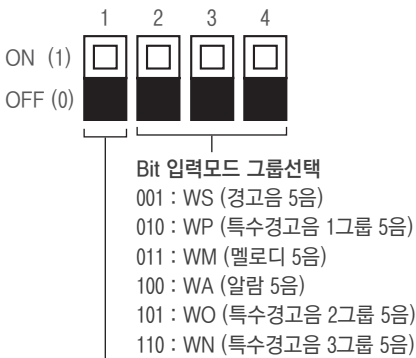 1 2 3 4
ON (1)
OFF (0)
Bit 입력모드 그룹선택
001 : WS (경고음 5음)
010 : WP (특수경고음 1그룹 5음)
011 : WM (멜로디 5음)
100 : WA (알람 5음)
101 : WO (특수경고음 2그룹 5음)
110 : WN (특수경고음 3그룹 5음)